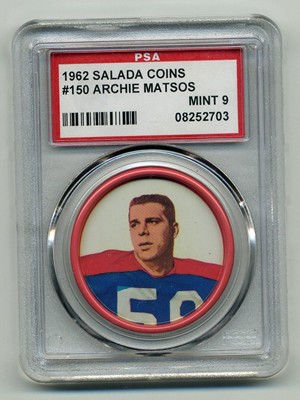 PSA
1962 SALADA COINS
#150 ARCHIE MATSOS
MINT 9
08252703